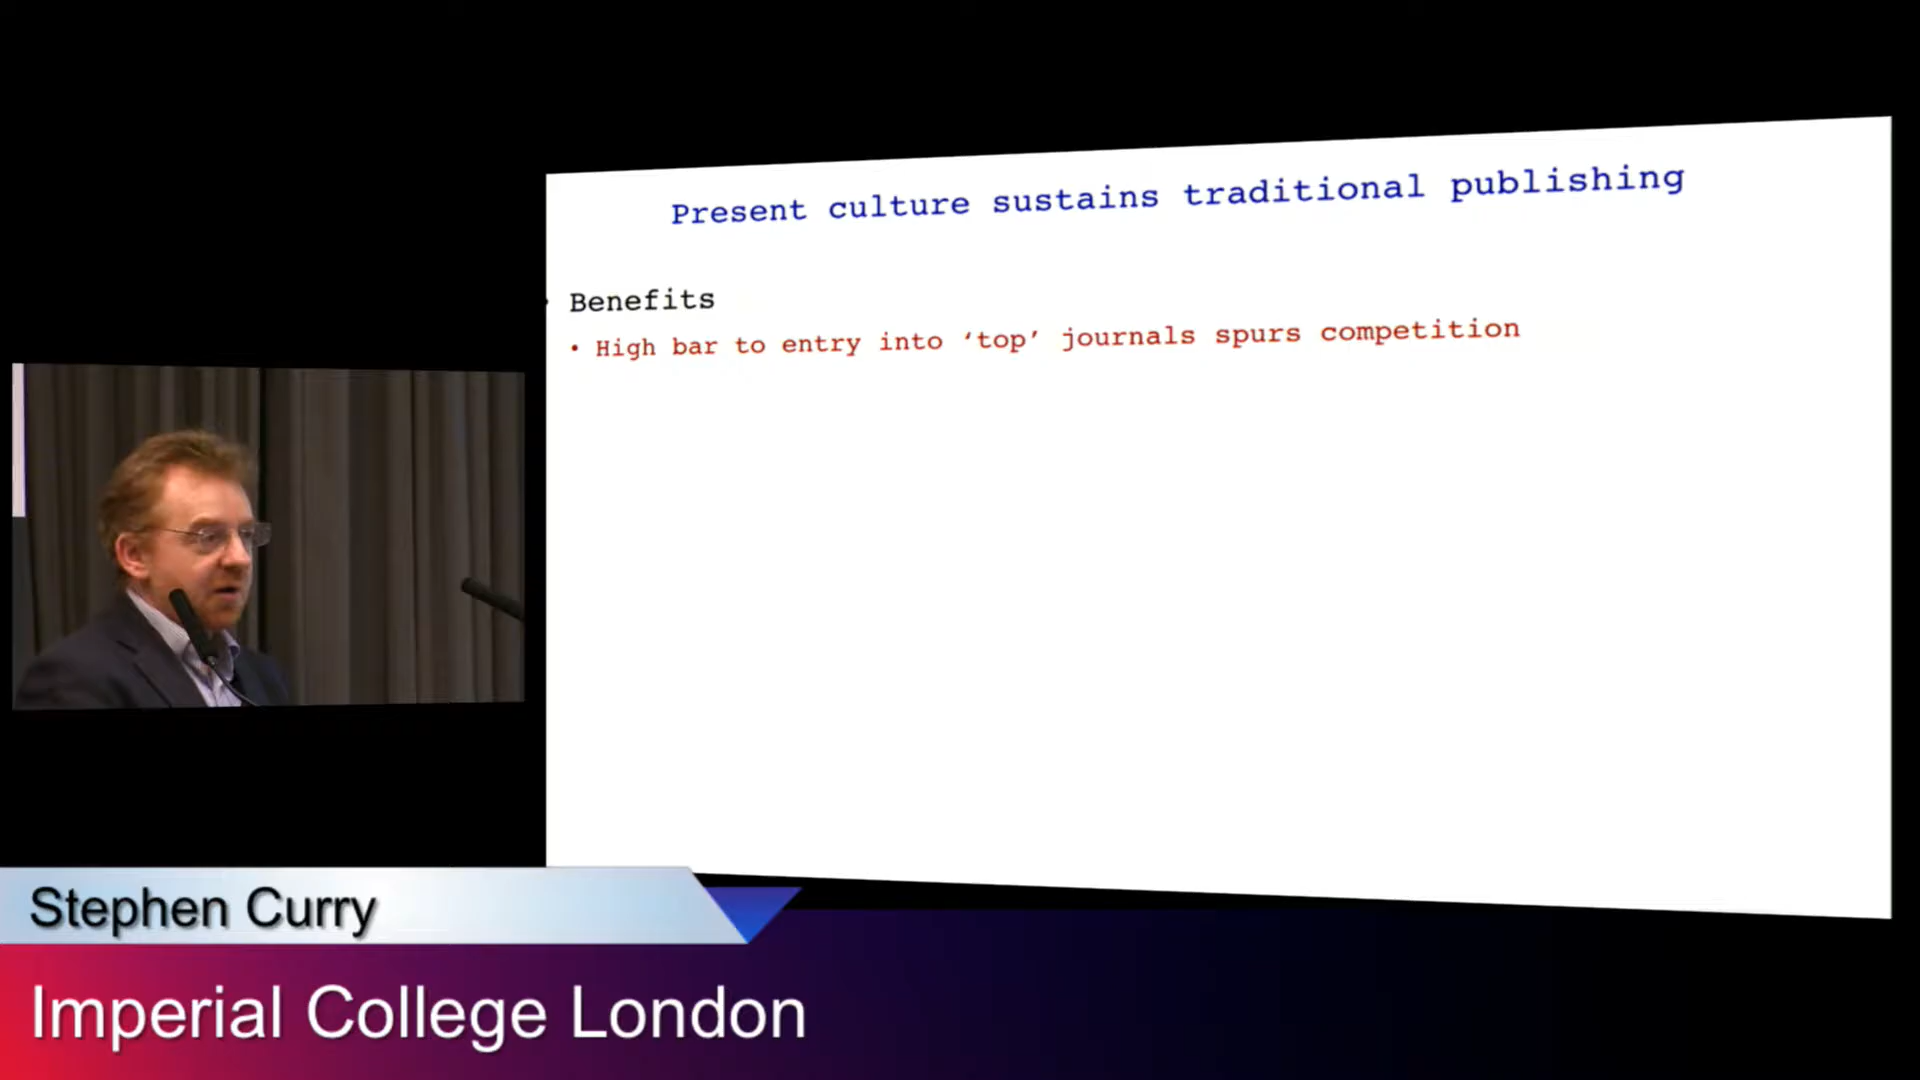 Present culture sustains traditional publishing
• Benefits
• High bar to entry into ‘top’ journals spurs competition
Stephen Curry
Imperial College London